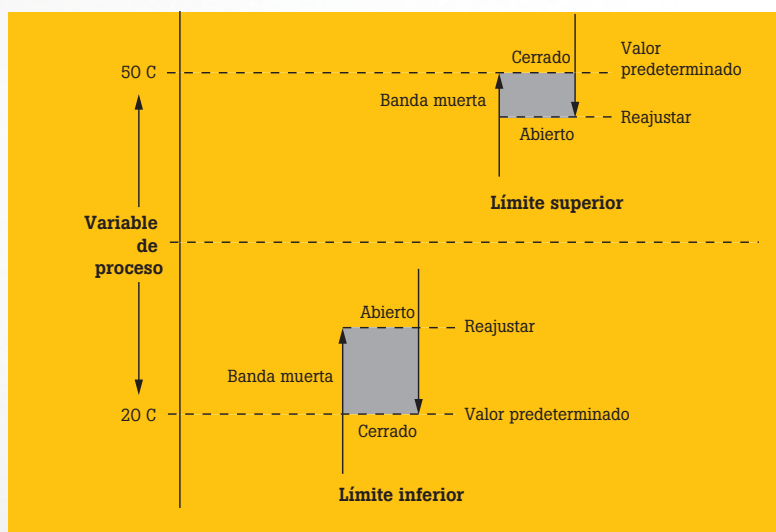 Cerrado
Valor
predeterminado
50 C
Banda muerta
Reajustar
Abierto
Límite superior
Variable
de
proceso
Abierto
Reajustar
Banda muerta
20 C
Valor predeterminado
Cerrado
Límite inferior